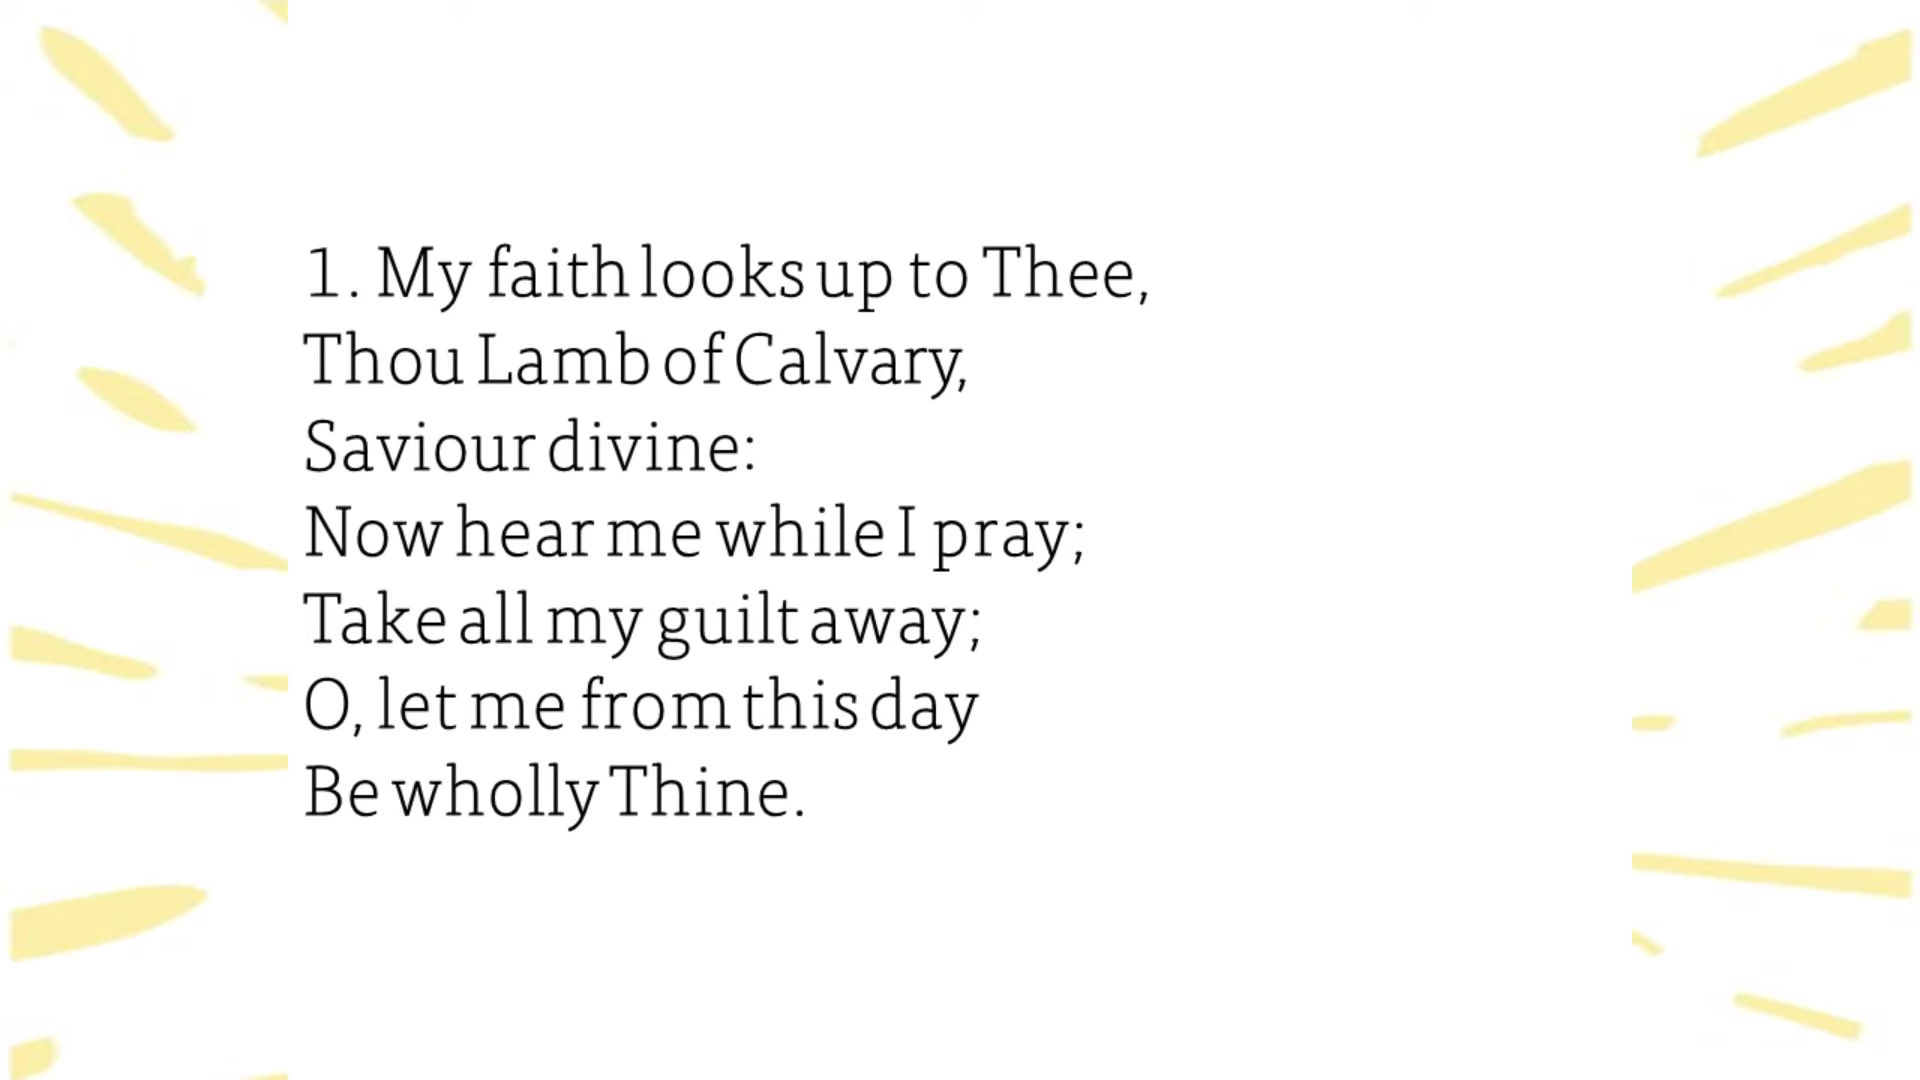 1. My faith looks up to Thee,
Thou Lamb of Calvary,
Saviour divine:
Now hear me while I pray;
Take all my guilt away;
O, let me from this day
Be wholly Thine.